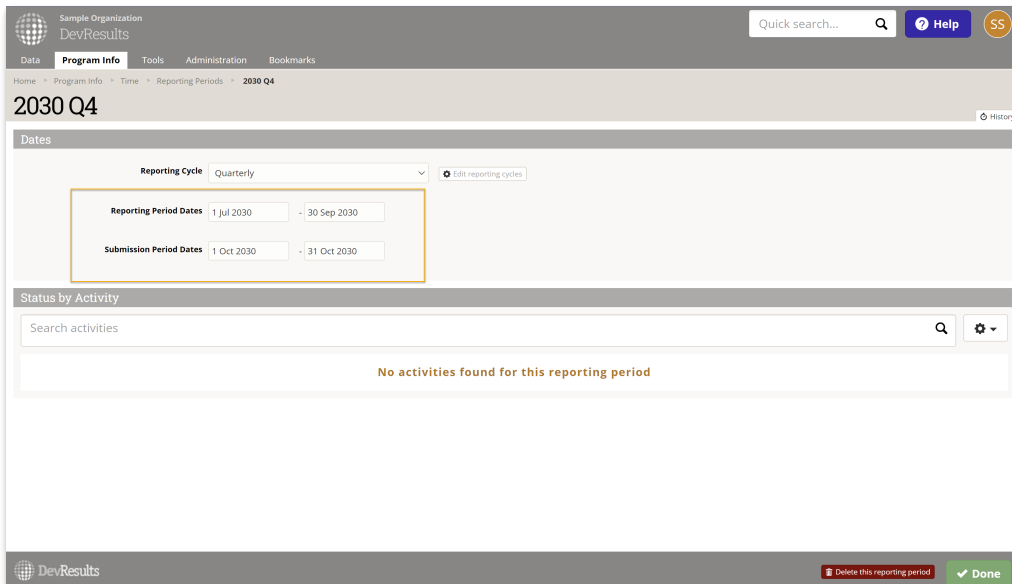 Sample Organization
DevResults
Quick search...
Help
SS
Data Program Info Tools Administration Bookmarks
Home Program Info Time Reporting Periods 2030 Q4
2030 Q4
History
Dates
Reporting Cycle Quarterly Edit reporting cycles
Reporting Period Dates 1 Jul 2030 - 30 Sep 2030
Submission Period Dates 1 Oct 2030 - 31 Oct 2030
Status by Activity
Search activities
No activities found for this reporting period
DevResults
Delete this reporting period
Done